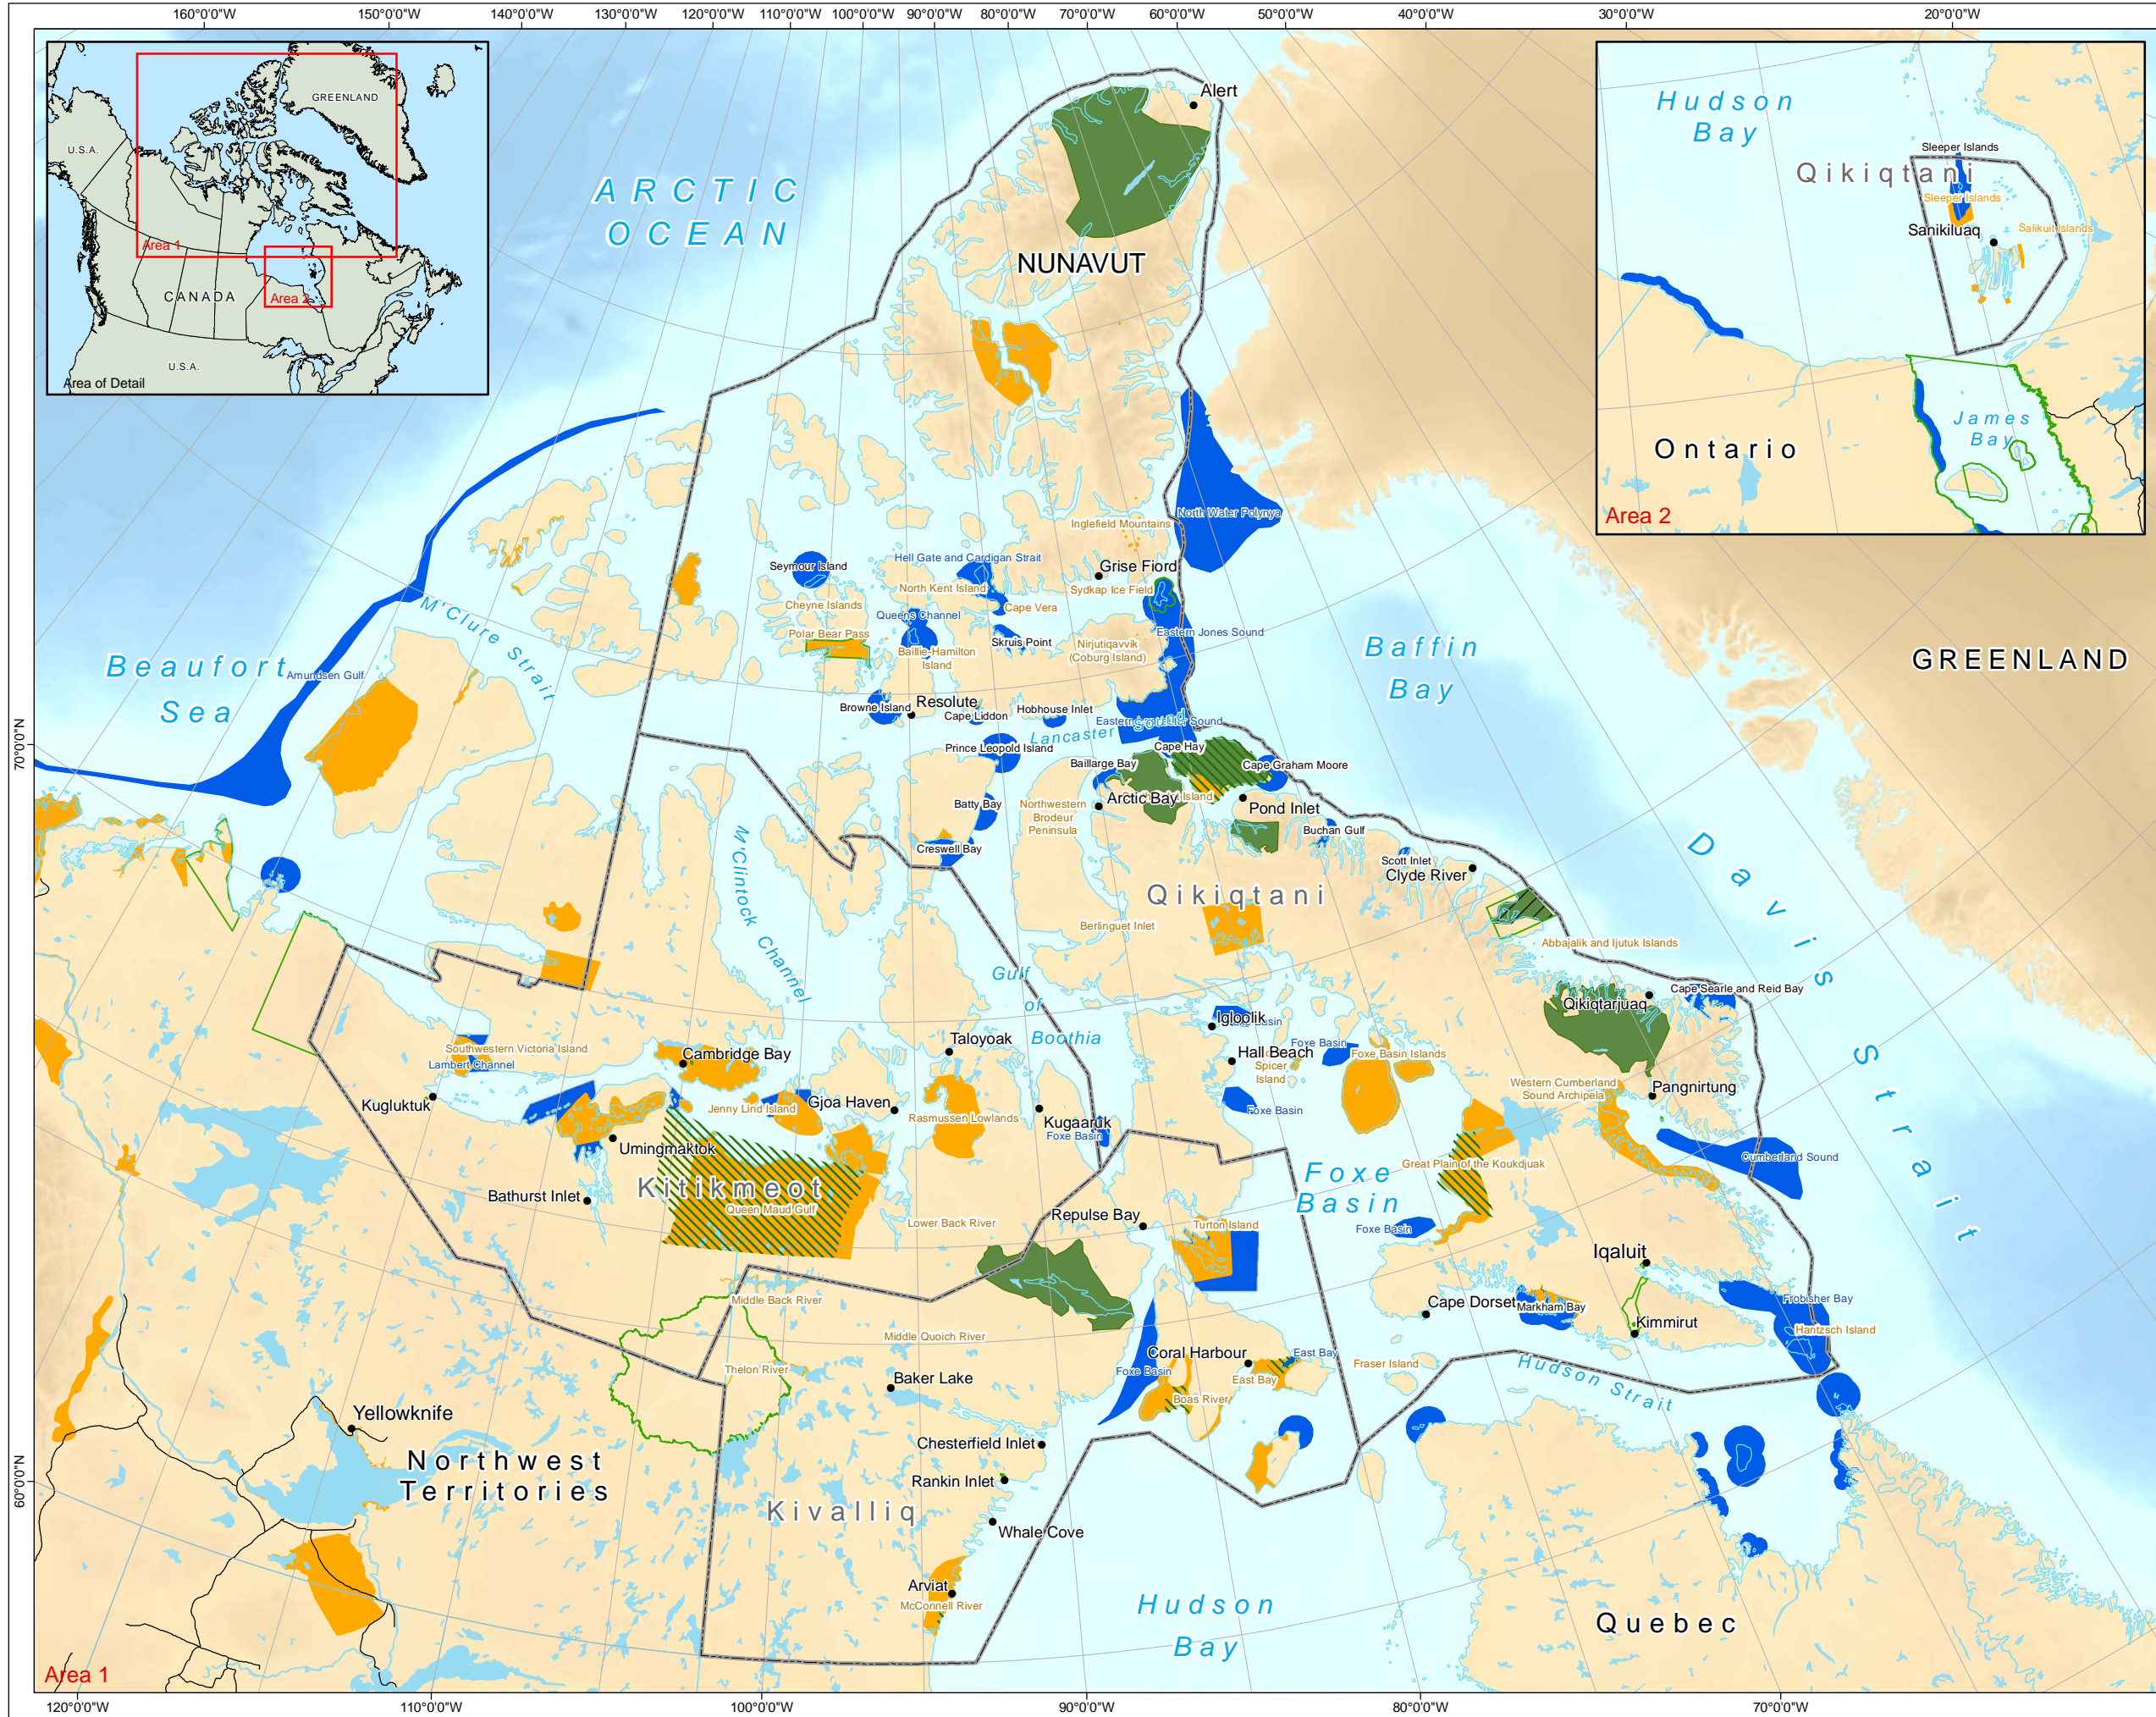 160°0'0"W
150°0'0"W
140°0'0"W
130°0'0"W
120°0'0"W
110°0'0"W
100°0'0"W
90°0'0"W
80°0'0"W
70°0'0"W
60°0'0"W
50°0'0"W
40°0'0"W
30°0'0"W
20°0'0"W
GREENLAND
U.S.A.
Area 1
CANADA
Area 2
U.S.A.
Area of Detail
Hudson
Bay
Sleeper Islands
Qikiqtani
Sleeper Islands
Sanikiluaq
Salikuit Islands
James
Bay
Ontario
Area 2
Alert
ARCTIC
OCEAN
NUNAVUT
North Water Polynya
Inglefield Mountains
Hell Gate and Cardigan Strait
Seymour Island
Grise Fiord
North Kent Island
Sydkap Ice Field
Cheyne Islands
Cape Vera
Queens Channel
Polar Bear Pass
Skruis Point
Eastern Jones Sound
Baillie-Hamilton
Island
Nirjutiqavvik
(Coburg Island)
M'Clure Strait
Beaufort
Sea
Amundsen Gulf
Baffin
Bay
GREENLAND
Browne Island
Resolute
Cape Liddon
Hobhouse Inlet
Lancaster Sound
Prince Leopold Island
Cape Hay
Baillarge Bay
Cape Graham Moore
Arctic Bay
Pond Inlet
Batty Bay
Northwestern
Brodeur
Peninsula
Buchan Gulf
Creswell Bay
Scott Inlet
Clyde River
70°0'0"N
M'Clintock Channel
Qikiqtani
Davis Strait
Berlinguet Inlet
Abbajalik and Ijutuk Islands
Gulf
of
Boothia
Cape Searle and Reid Bay
Qikiqtarjuaq
Igloolik
Taloyoak
Southwestern Victoria Island
Lambert Channel
Cambridge Bay
Hall Beach
Spicer
Island
Foxe Basin
Foxe Basin Islands
Kugluktuk
Jenny Lind Island
Gjoa Haven
Rasmussen Lowlands
Kugaaruk
Foxe Basin
Foxe Basin
Western Cumberland
Sound Archipela
Pangnirtung
Umingmaktok
Cumberland Sound
Great Plain of the Koukdjuak
Kitikmeot
Bathurst Inlet
Queen Maud Gulf
Foxe
Basin
Lower Back River
Repulse Bay
Turton Island
Foxe Basin
Iqaluit
Middle Back River
Cape Dorset
Markham Bay
Frobisher Bay
Kimmirut
Hantzsch Island
Middle Quoich River
Coral Harbour
East Bay
Foxe Basin
East Bay
Fraser Island
Hudson Strait
Thelon River
Baker Lake
Boas River
Yellowknife
Northwest
Territories
Chesterfield Inlet
Rankin Inlet
Kivalliq
Whale Cove
60°0'0"N
Arviat
McConnell River
Hudson
Bay
Quebec
Area 1
120°0'0"W
110°0'0"W
100°0'0"W
90°0'0"W
80°0'0"W
70°0'0"W